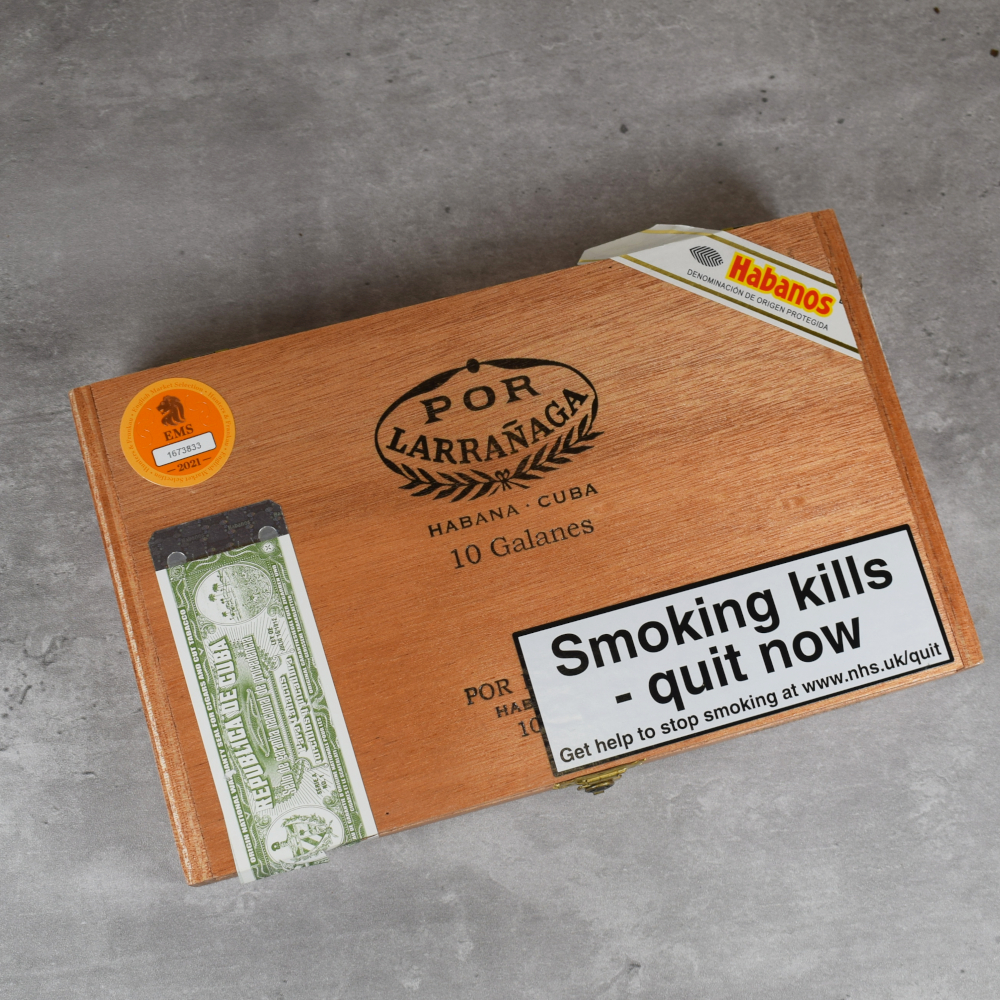 Habanos
DENOMINACIÓN DE ORIGEN PROTEGIDA
EMS
1673833
2021
POR
LARRAÑAGA
HABANA · CUBA
10 Galanes
REPUBLICA DE CUBA
POR
HAB
10
Smoking kills
- quit now
Get help to stop smoking at www.nhs.uk/quit